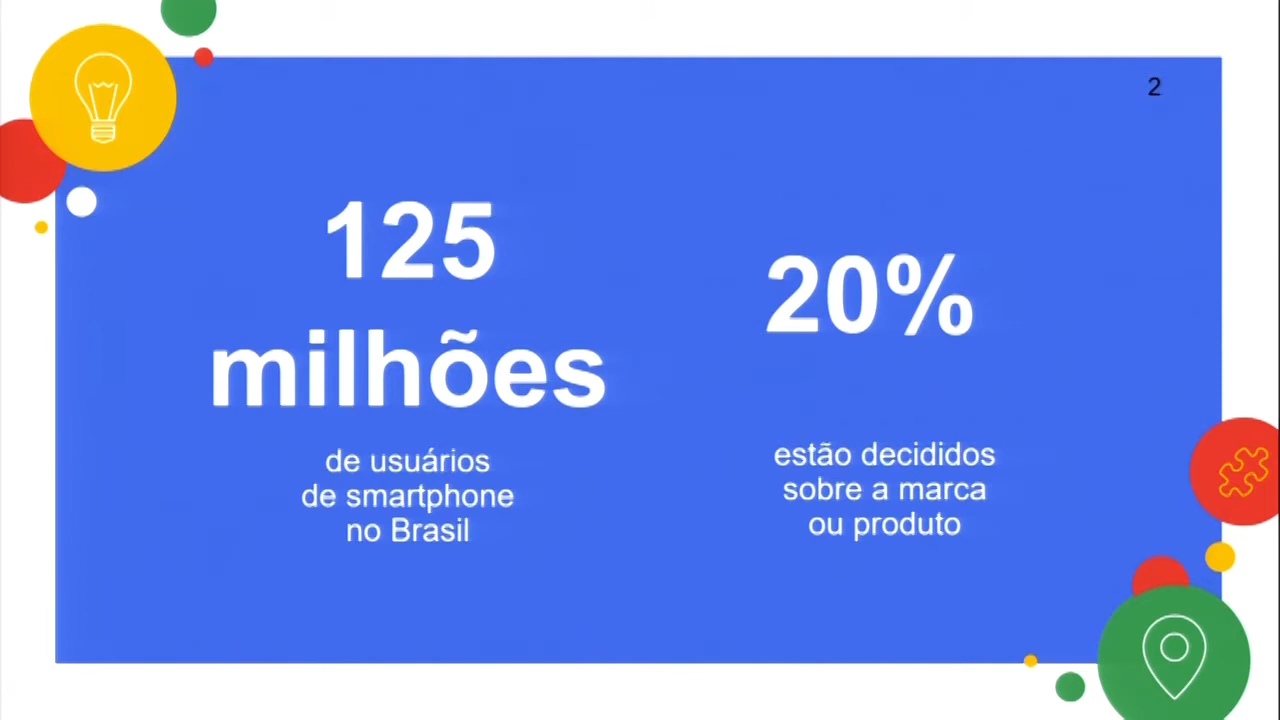 2
125
milhões
de usuários
de smartphone
no Brasil
20%
estão decididos
sobre a marca
ou produto